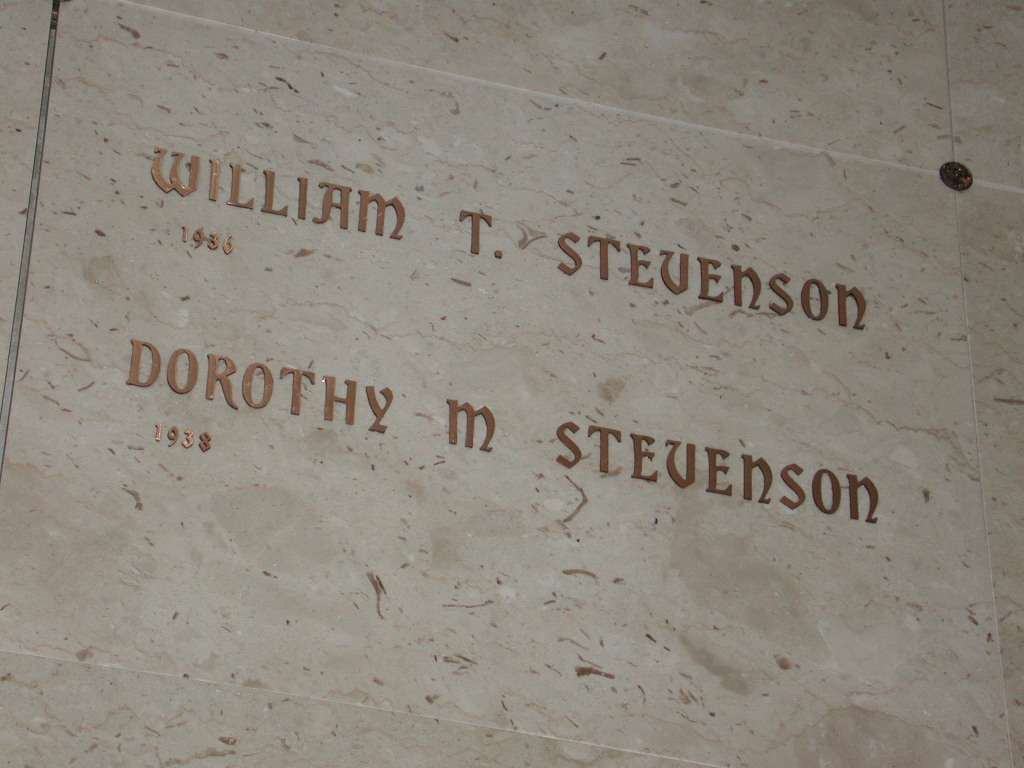 WILLIAM T. STEVENSON
1936
DOROTHY M STEVENSON
1938